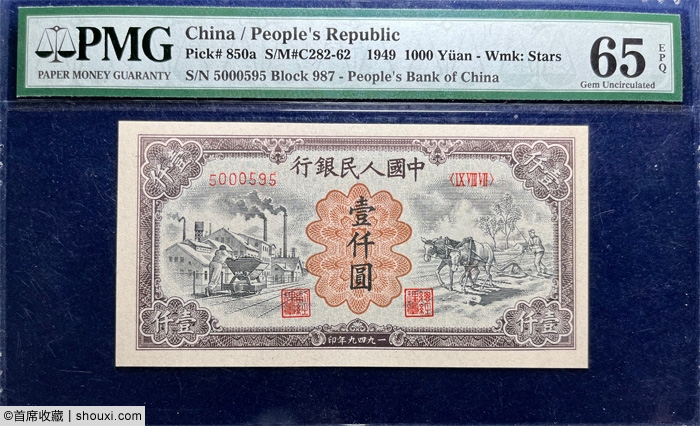 PMG
PAPER MONEY GUARANTY
China / People's Republic
Pick# 850a S/M#C282-62 1949 1000 Yüan - Wmk: Stars
S/N 5000595 Block 987 - People's Bank of China
65 EPQ
Gem Uncirculated
壹仟
壹仟
行銀民人國中
5000595
〈IX VIII VII〉
壹仟圓
仟壹
壹仟
印年九四九一
©首席收藏 | shouxi.com